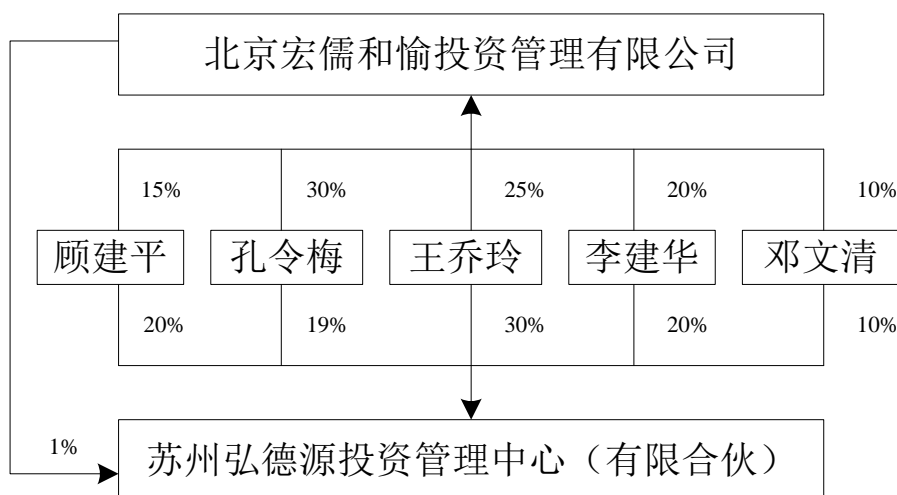 北京宏儒和愉投资管理有限公司
15% 30% 25% 20% 10%
顾建平 孔令梅 王乔玲 李建华 邓文清
20% 19% 30% 20% 10%
1%
苏州弘德源投资管理中心（有限合伙）